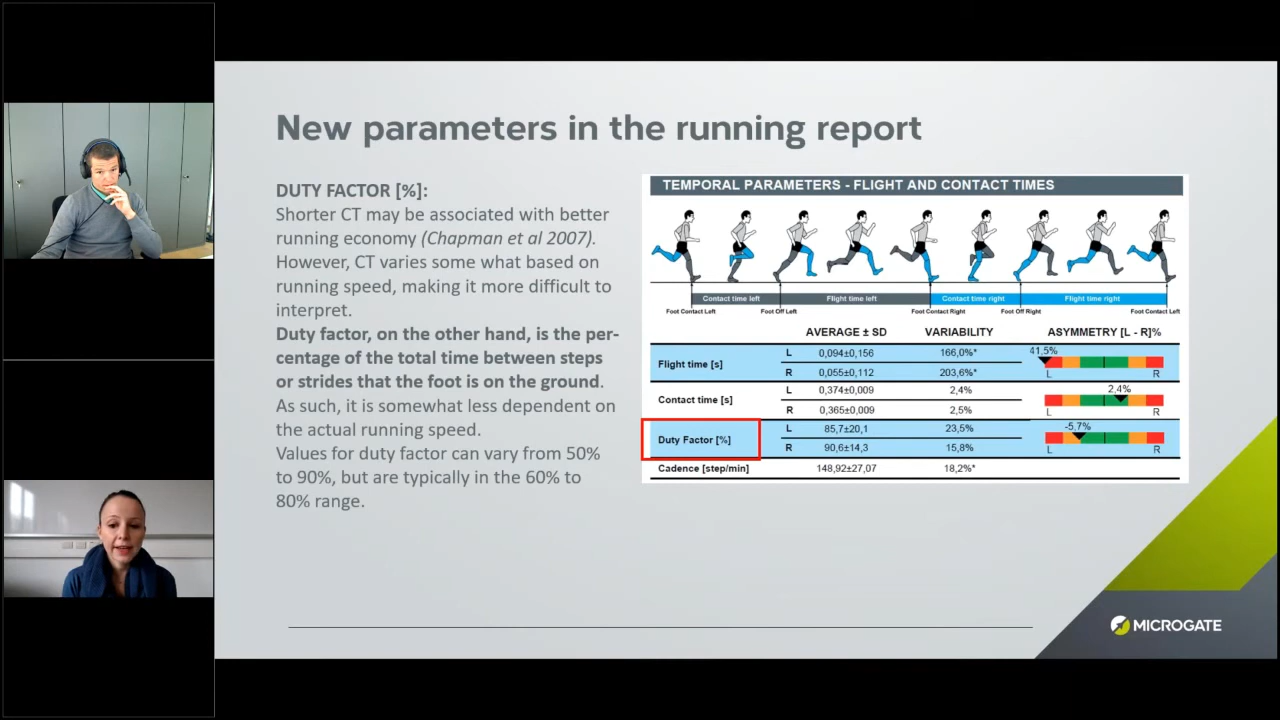 New parameters in the running report
DUTY FACTOR [%]:
Shorter CT may be associated with better
running economy (Chapman et al 2007).
However, CT varies some what based on
running speed, making it more difficult to
interpret.
Duty factor, on the other hand, is the per-
centage of the total time between steps
or strides that the foot is on the ground.
As such, it is somewhat less dependent on
the actual running speed.
Values for duty factor can vary from 50%
to 90%, but are typically in the 60% to
80% range.
TEMPORAL PARAMETERS - FLIGHT AND CONTACT TIMES
Contact time left Flight time left Contact time right Flight time right
Foot Contact Left Foot Off Left Foot Contact Right Foot Off Right Foot Contact Left
AVERAGE ± SD VARIABILITY ASYMMETRY [L - R]%
Flight time [s] L 0,094±0,156 166,0%* 41,5%
R 0,055±0,112 203,6%* L R
Contact time [s] L 0,374±0,009 2,4% 2,4%
R 0,365±0,009 2,5% L R
Duty Factor [%] L 85,7±20,1 23,5% -5,7%
R 90,6±14,3 15,8% L R
Cadence [step/min] 148,92±27,07 18,2%*
MICROGATE